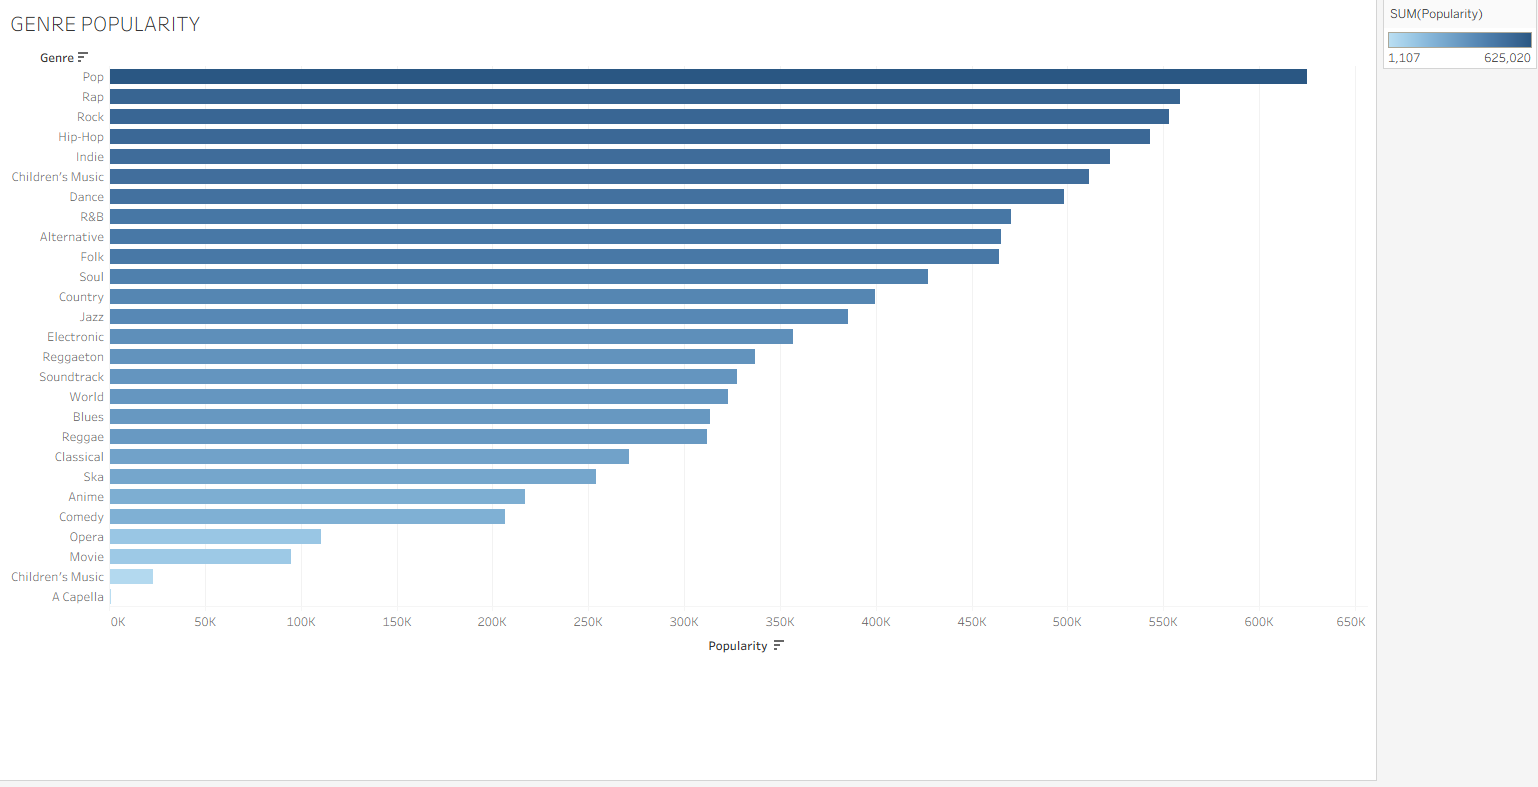 GENRE POPULARITY
Genre
Pop
Rap
Rock
Hip-Hop
Indie
Children’s Music
Dance
R&B
Alternative
Folk
Soul
Country
Jazz
Electronic
Reggaeton
Soundtrack
World
Blues
Reggae
Classical
Ska
Anime
Comedy
Opera
Movie
Children's Music
A Capella
0K 50K 100K 150K 200K 250K 300K 350K 400K 450K 500K 550K 600K 650K
Popularity
SUM(Popularity)
1,107 625,020